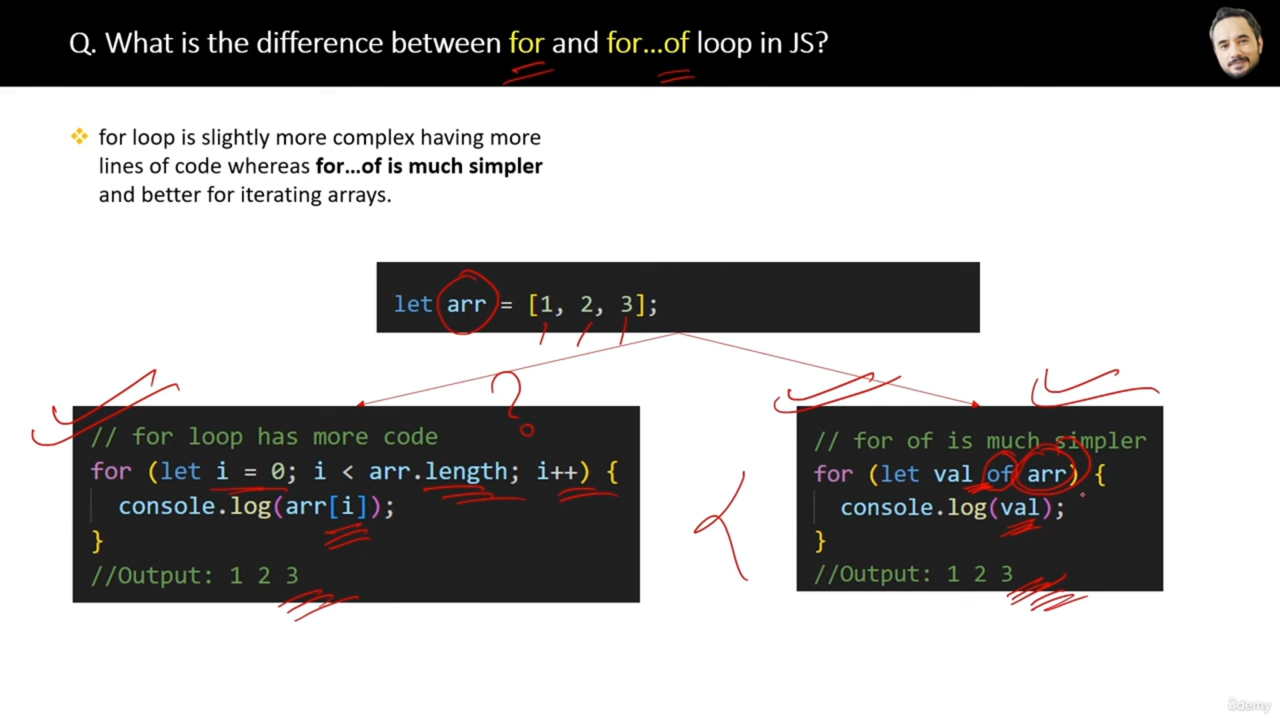 Q. What is the difference between for and for...of loop in JS?
for loop is slightly more complex having more
lines of code whereas for...of is much simpler
and better for iterating arrays.
let arr = [1, 2, 3];
// for loop has more code
for (let i = 0; i < arr.length; i++) {
console.log(arr[i]);
}
//Output: 1 2 3
?
// for of is much simpler
for (let val of arr) {
console.log(val);
}
//Output: 1 2 3
ûdemy